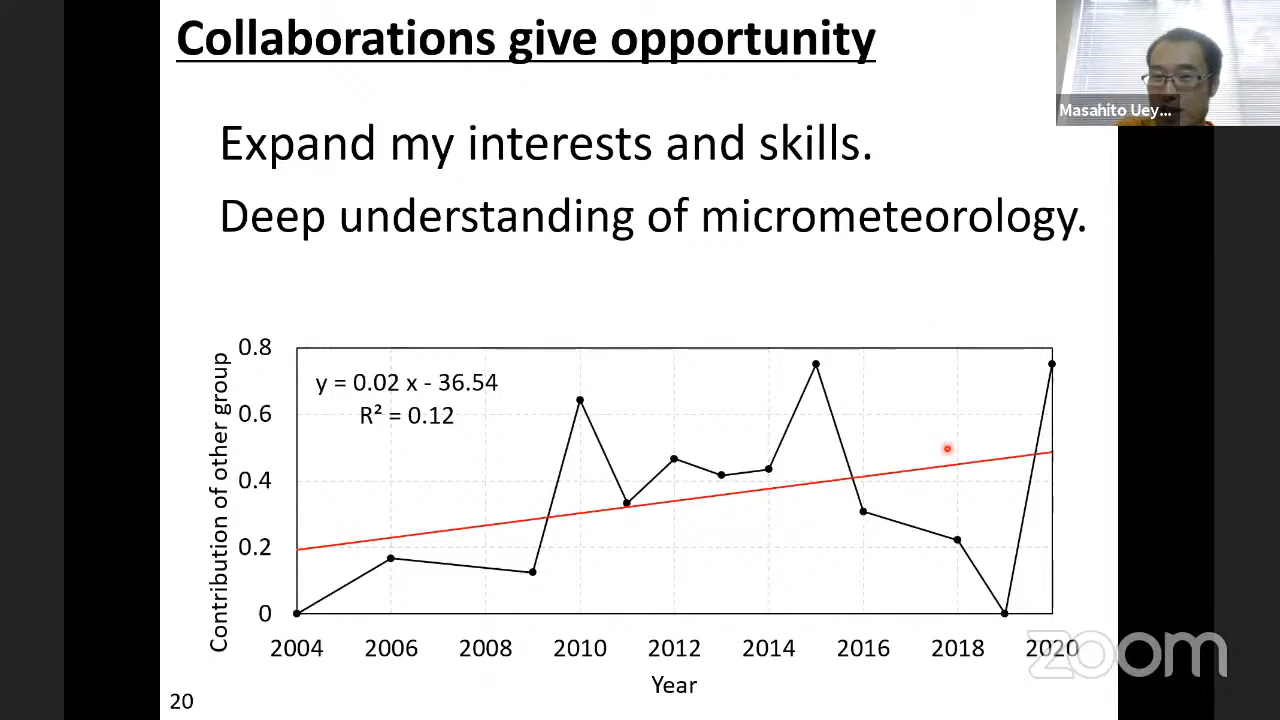 Collaborations give opportunity
Masahito Uey...
Expand my interests and skills.
Deep understanding of micrometeorology.
Contribution of other group
0.8
0.6
0.4
0.2
0
y = 0.02 x - 36.54
R² = 0.12
2004 2006 2008 2010 2012 2014 2016 2018 2020
Year
zoom
20